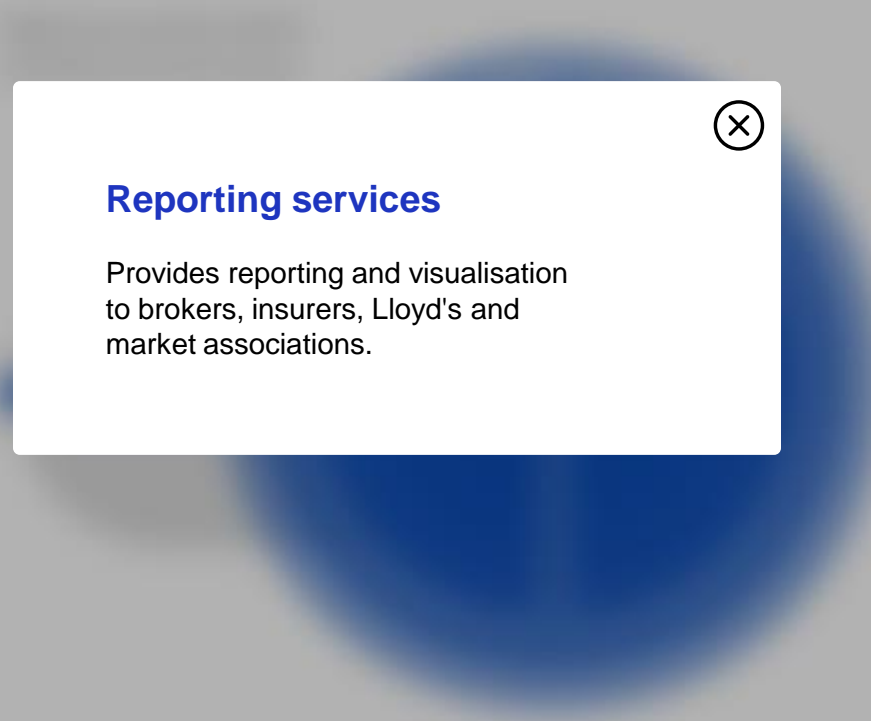 Reporting services
Provides reporting and visualisation
to brokers, insurers, Lloyd's and
market associations.